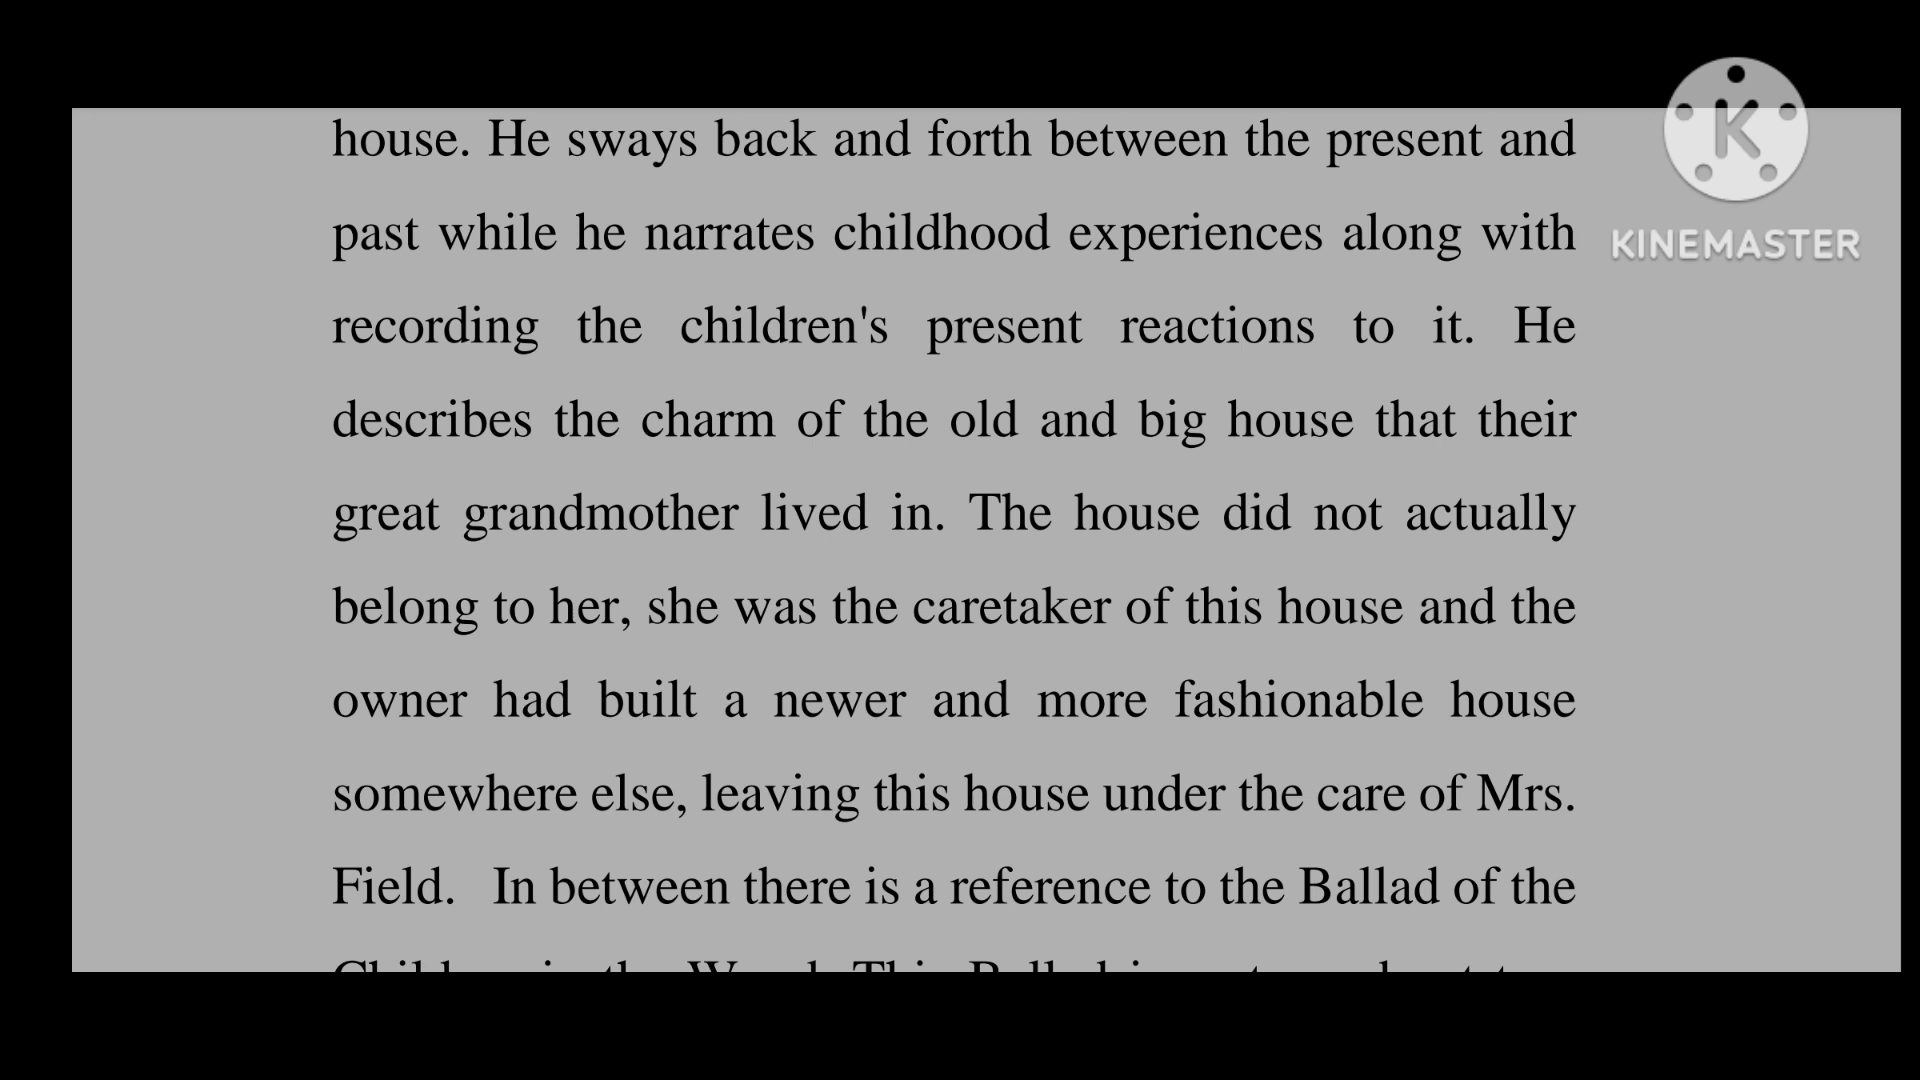 house. He sways back and forth between the present and
past while he narrates childhood experiences along with
recording the children's present reactions to it. He
describes the charm of the old and big house that their
great grandmother lived in. The house did not actually
belong to her, she was the caretaker of this house and the
owner had built a newer and more fashionable house
somewhere else, leaving this house under the care of Mrs.
Field. In between there is a reference to the Ballad of the
K
KINEMASTER